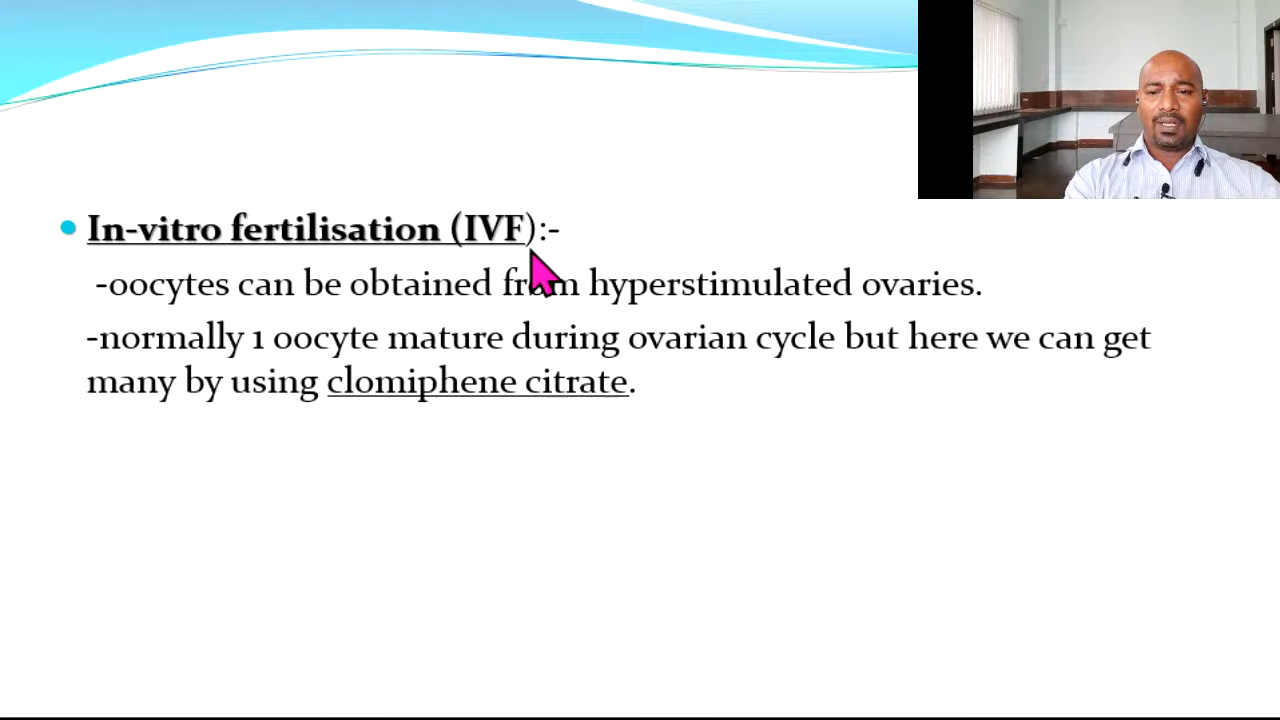 In-vitro fertilisation (IVF):-
-oocytes can be obtained from hyperstimulated ovaries.
-normally 1 oocyte mature during ovarian cycle but here we can get
many by using clomiphene citrate.